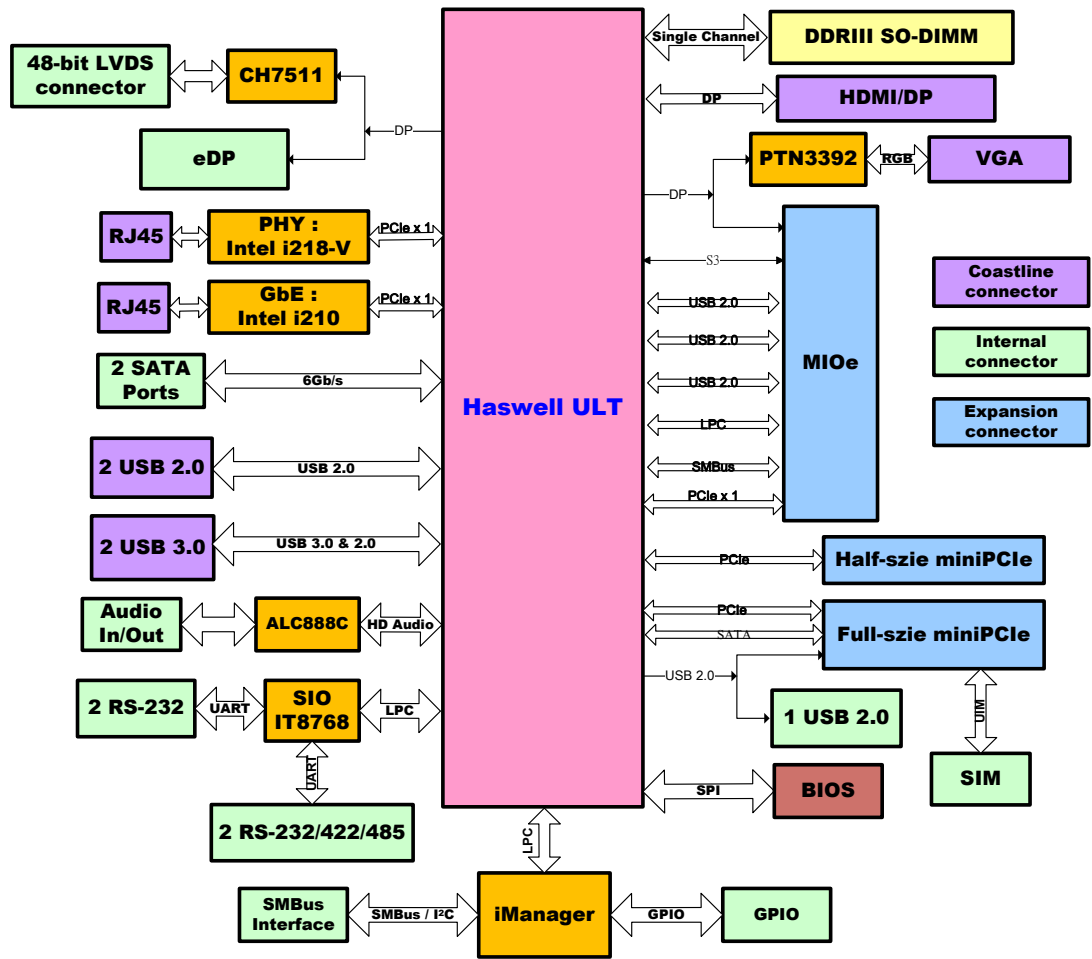 48-bit LVDS
connector
CH7511
eDP
DP
RJ45
PHY :
Intel i218-V
PCIe x 1
RJ45
GbE :
Intel i210
PCIe x 1
2 SATA
Ports
6Gb/s
2 USB 2.0
USB 2.0
2 USB 3.0
USB 3.0 & 2.0
Audio
In/Out
ALC888C
HD Audio
2 RS-232
UART
SIO
IT8768
LPC
UART
2 RS-232/422/485
Haswell ULT
Single Channel
DDRIII SO-DIMM
DP
HDMI/DP
DP
PTN3392
RGB
VGA
S3
USB 2.0
USB 2.0
USB 2.0
LPC
SMBus
PCIe x 1
MIOe
Coastline
connector
Internal
connector
Expansion
connector
PCIe
Half-szie miniPCIe
PCIe
SATA
Full-szie miniPCIe
USB 2.0
1 USB 2.0
UIM
SIM
SPI
BIOS
LPC
SMBus
Interface
SMBus / I²C
iManager
GPIO
GPIO